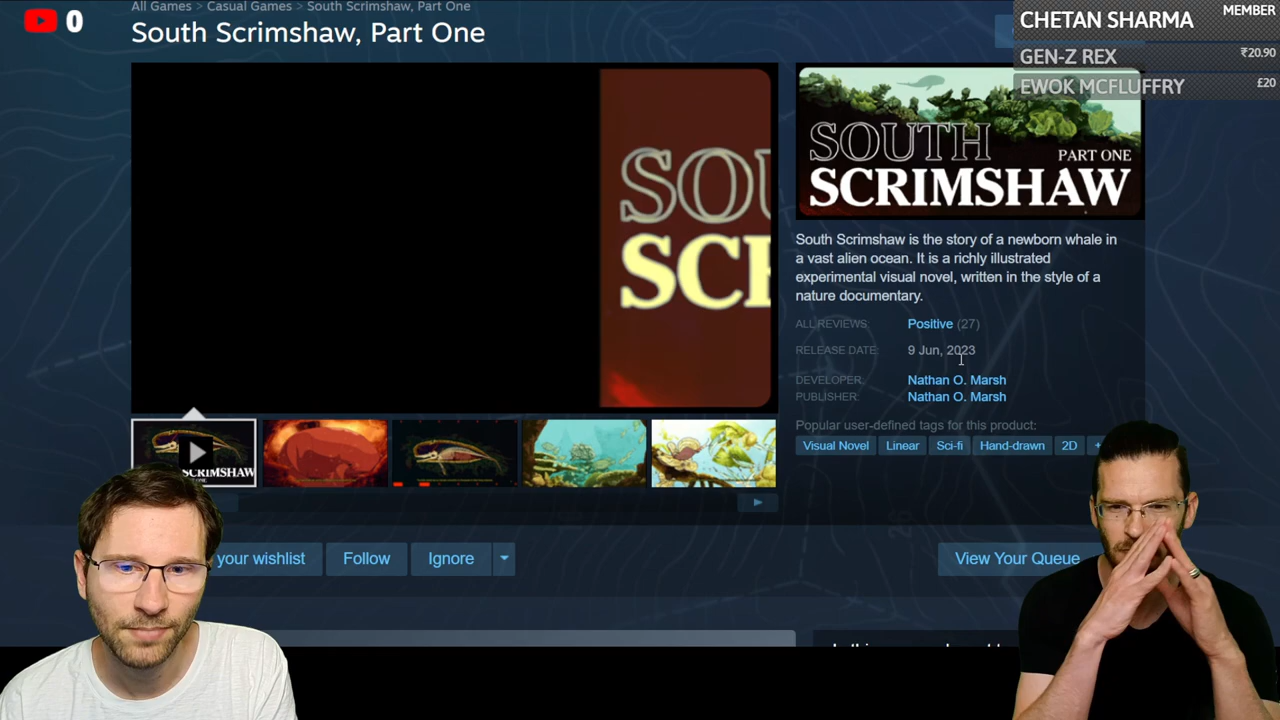 0
All Games > Casual Games > South Scrimshaw, Part One
South Scrimshaw, Part One
MEMBER
CHETAN SHARMA
GEN-Z REX ₹20.90
EWOK MCFLUFFRY £20
SOU
SCR
SOUTH
PART ONE
SCRIMSHAW
South Scrimshaw is the story of a newborn whale in
a vast alien ocean. It is a richly illustrated
experimental visual novel, written in the style of a
nature documentary.
ALL REVIEWS: Positive (27)
RELEASE DATE: 9 Jun, 2023
DEVELOPER: Nathan O. Marsh
PUBLISHER: Nathan O. Marsh
Popular user-defined tags for this product:
Visual Novel Linear Sci-fi Hand-drawn 2D +
SCRIMSHAW
your wishlist Follow Ignore View Your Queue